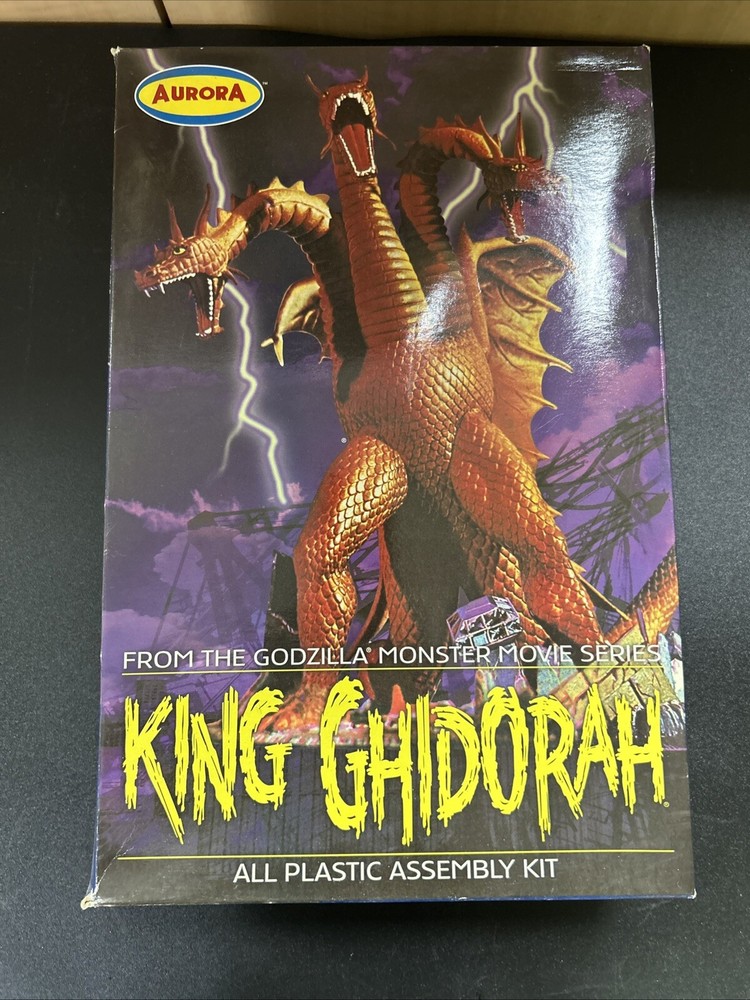 AURORA
FROM THE GODZILLA® MONSTER MOVIE SERIES
KING GHIDORAH®
ALL PLASTIC ASSEMBLY KIT